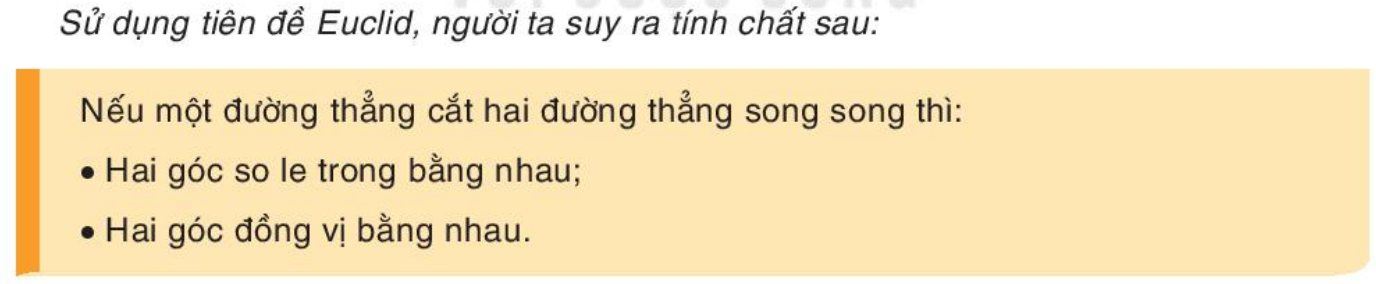 Sử dụng tiên đề Euclid, người ta suy ra tính chất sau:
Nếu một đường thẳng cắt hai đường thẳng song song thì:
• Hai góc so le trong bằng nhau;
• Hai góc đồng vị bằng nhau.